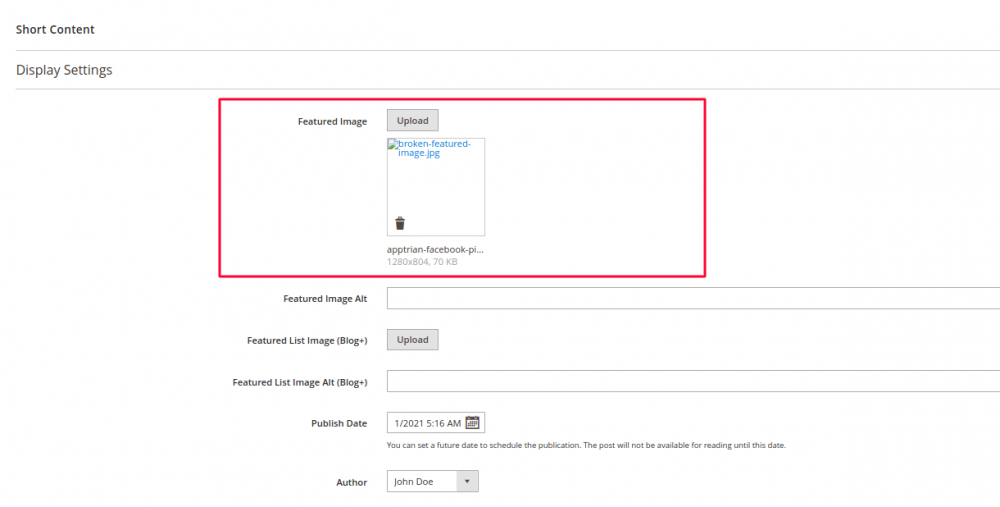 Short Content
Display Settings
Featured Image
Upload
broken-featured-
image.jpg
apptrian-facebook-pi...
1280x804, 70 KB
Featured Image Alt
Featured List Image (Blog+)
Upload
Featured List Image Alt (Blog+)
Publish Date
1/2021 5:16 AM
You can set a future date to schedule the publication. The post will not be available for reading until this date.
Author
John Doe